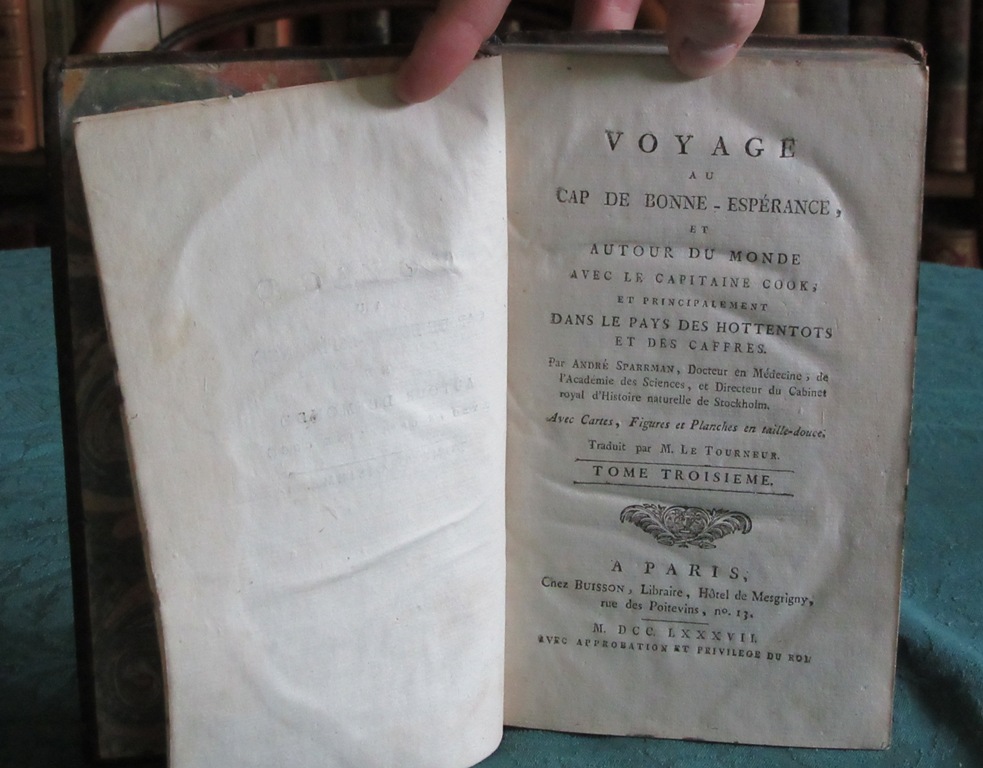 VOYAGE
AU
CAP DE BONNE-ESPÉRANCE,
ET
AUTOUR DU MONDE
AVEC LE CAPITAINE COOK,
ET PRINCIPALEMENT
DANS LE PAYS DES HOTTENTOTS
ET DES CAFFRES.
Par ANDRÉ SPARRMAN, Docteur en Médecine, de
l'Académie des Sciences, et Directeur du Cabinet
royal d'Histoire naturelle de Stockholm.
Avec Cartes, Figures et Planches en taille-douce.
Traduit par M. LE TOURNEUR.
TOME TROISIEME.
A PARIS,
Chez BUISSON, Libraire, Hôtel de Mesgrigny,
rue des Poitevins, no. 13.
M. DCC. LXXXVII.
AVEC APPROBATION ET PRIVILEGE DU ROI